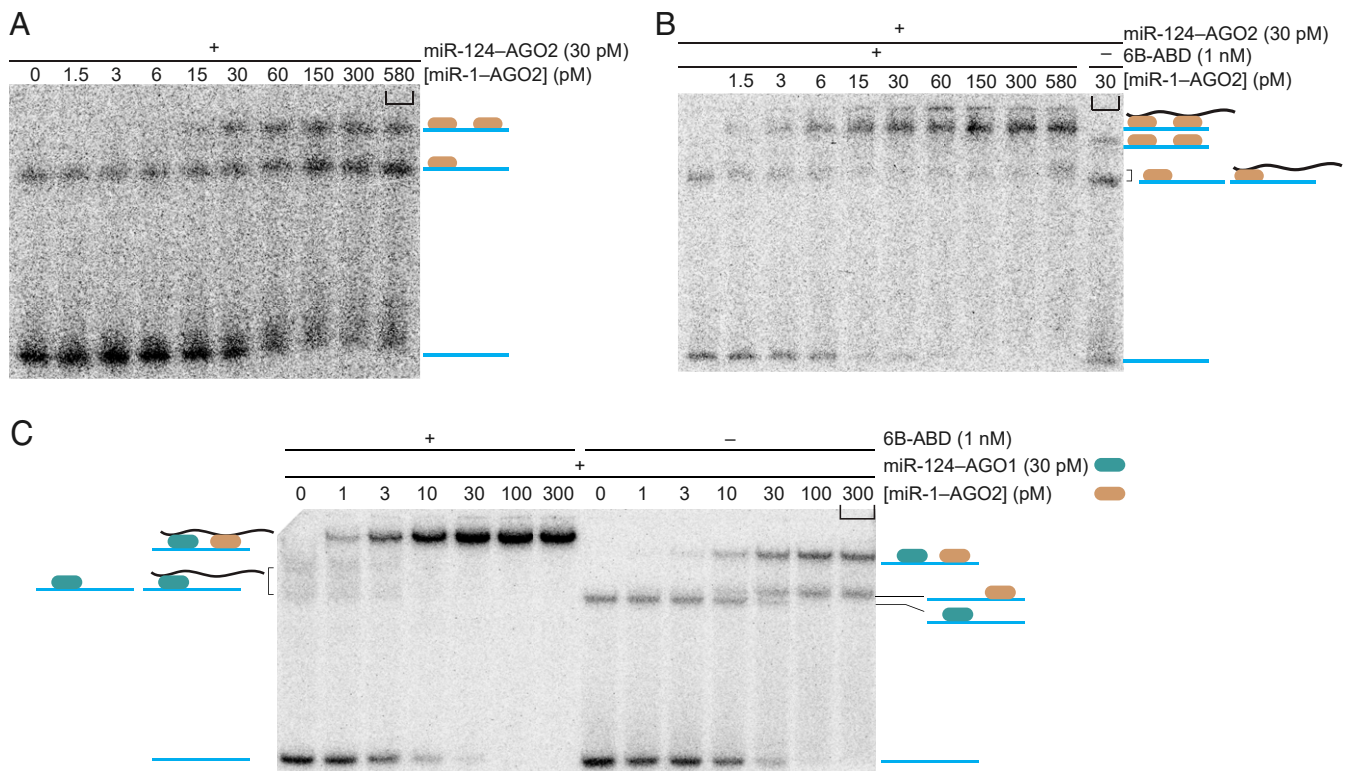 A
+
miR-124–AGO2 (30 pM)
0 1.5 3 6 15 30 60 150 300 580 [miR-1–AGO2] (pM)
B
+
miR-124–AGO2 (30 pM)
+ – 6B-ABD (1 nM)
1.5 3 6 15 30 60 150 300 580 30 [miR-1–AGO2] (pM)
C
+ – 6B-ABD (1 nM)
+ miR-124–AGO1 (30 pM)
0 1 3 10 30 100 300 0 1 3 10 30 100 300 [miR-1–AGO2] (pM)